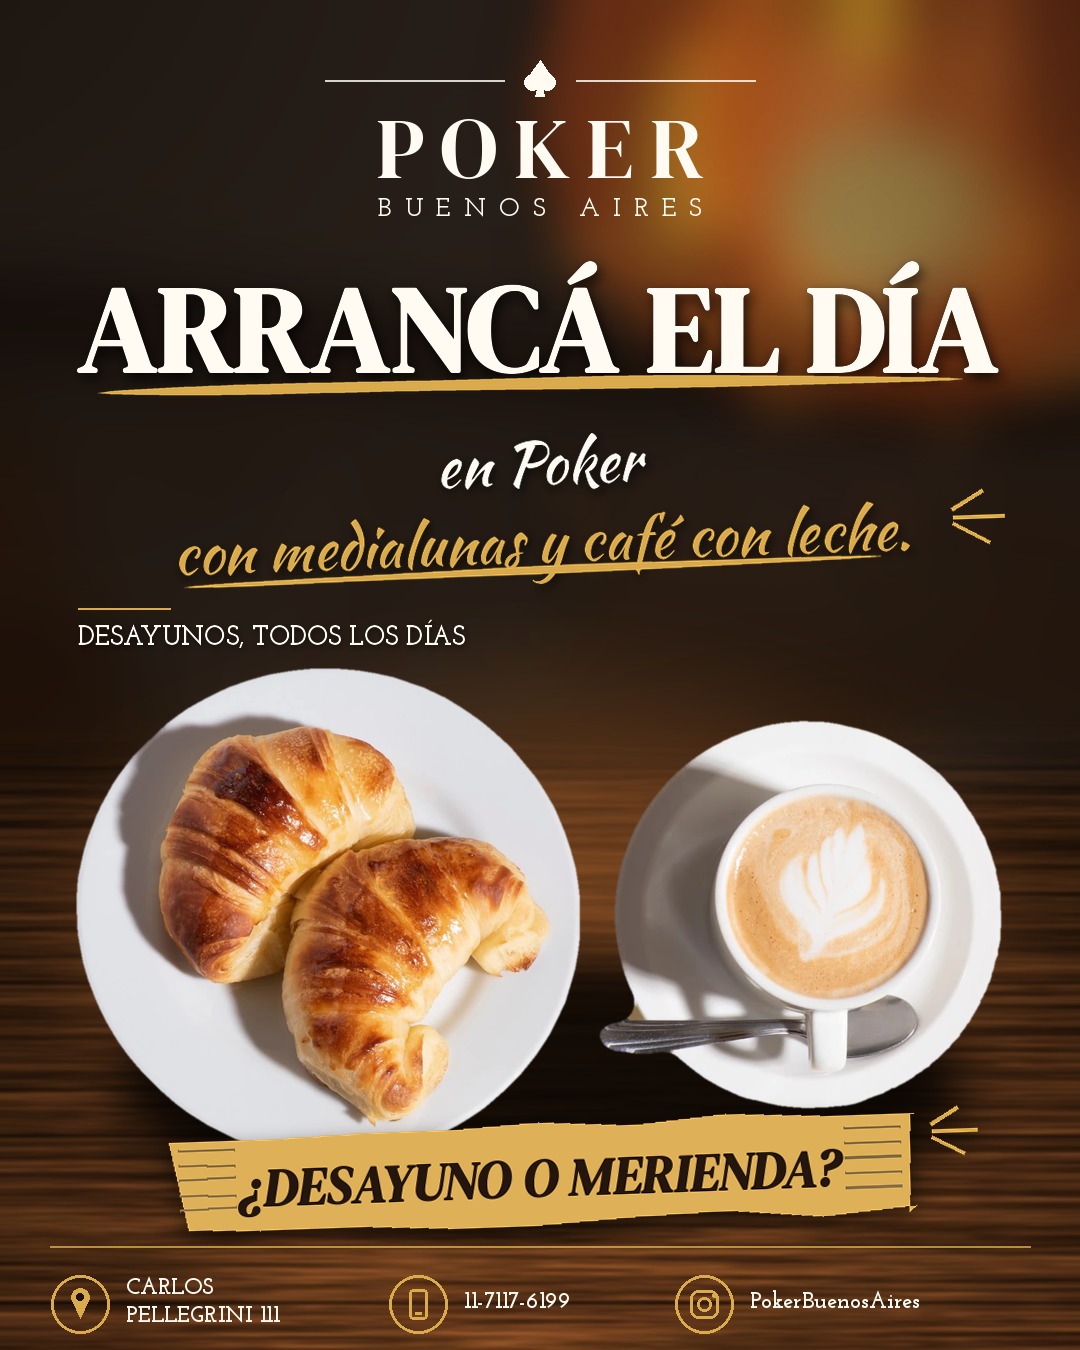 POKER
BUENOS AIRES
ARRANCÁ EL DÍA
en Poker
con medialunas y café con leche.
DESAYUNOS, TODOS LOS DÍAS
¿DESAYUNO O MERIENDA?
CARLOS
PELLEGRINI 111
11-7117-6199
PokerBuenosAires